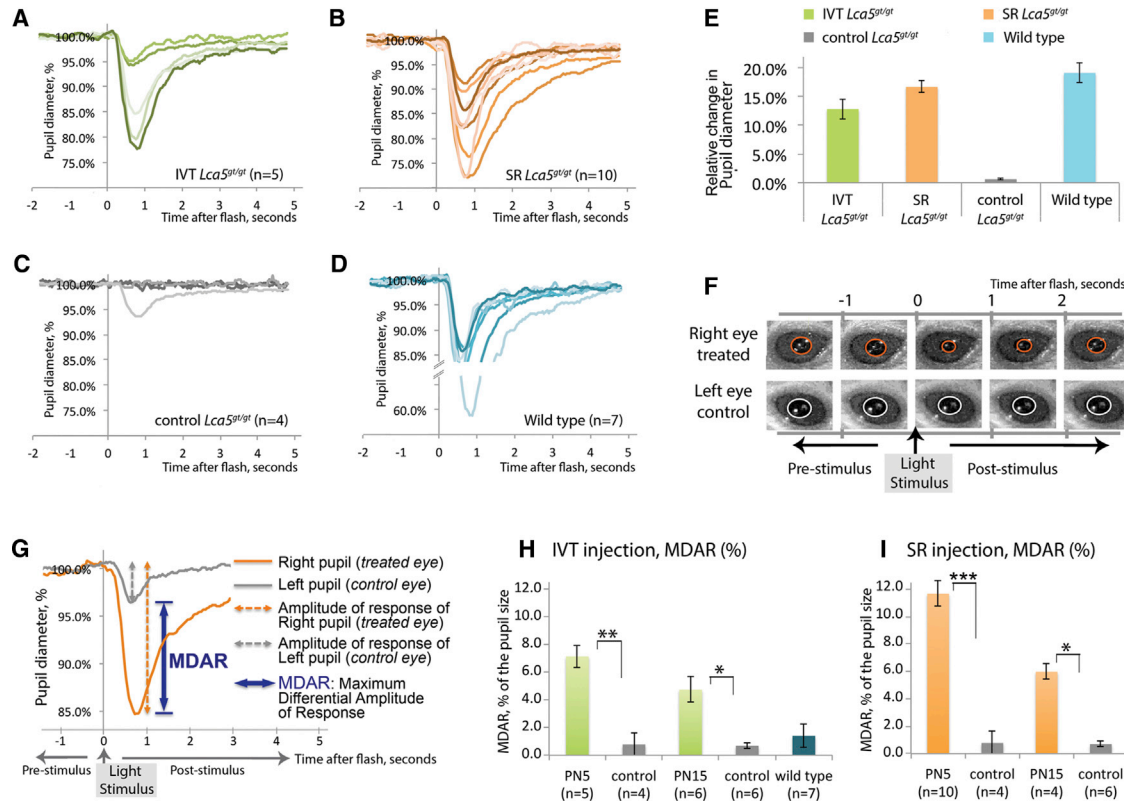 A
100.0%
95.0%
90.0%
85.0%
80.0%
75.0%
Pupil diameter, %
IVT Lca5gt/gt (n=5)
-2 -1 0 1 2 3 4 5
Time after flash, seconds
B
100.0%
95.0%
90.0%
85.0%
80.0%
75.0%
Pupil diameter, %
SR Lca5gt/gt (n=10)
-2 -1 0 1 2 3 4 5
Time after flash, seconds
C
100.0%
95.0%
90.0%
85.0%
80.0%
75.0%
Pupil diameter, %
control Lca5gt/gt (n=4)
-2 -1 0 1 2 3 4 5
Time after flash, seconds
D
100.0%
95.0%
90.0%
85.0%
60.0%
Pupil diameter, %
Wild type (n=7)
-2 -1 0 1 2 3 4 5
Time after flash, seconds
E
IVT Lca5gt/gt
SR Lca5gt/gt
control Lca5gt/gt
Wild type
20.0%
15.0%
10.0%
5.0%
0.0%
Relative change in
Pupil diameter
IVT
Lca5gt/gt
SR
Lca5gt/gt
control
Lca5gt/gt
Wild type
F
Time after flash, seconds
-1 0 1 2
Right eye
treated
Left eye
control
Pre-stimulus
Light
Stimulus
Post-stimulus
G
100.0%
95.0%
90.0%
85.0%
Pupil diameter, %
MDAR
Right pupil (treated eye)
Left pupil (control eye)
Amplitude of response of
Right pupil (treated eye)
Amplitude of response of
Left pupil (control eye)
MDAR: Maximum
Differential Amplitude
of Response
-1 0 1 2 3 4 5
Time after flash, seconds
Pre-stimulus
Light
Stimulus
Post-stimulus
H IVT injection, MDAR (%)
12.0
10.0
8.0
6.0
4.0
2.0
0.0
MDAR, % of the pupil size
**
*
PN5
(n=5)
control
(n=4)
PN15
(n=6)
control
(n=6)
wild type
(n=7)
I SR injection, MDAR (%)
12.0
10.0
8.0
6.0
4.0
2.0
0.0
MDAR, % of the pupil size
***
*
PN5
(n=10)
control
(n=4)
PN15
(n=4)
control
(n=6)